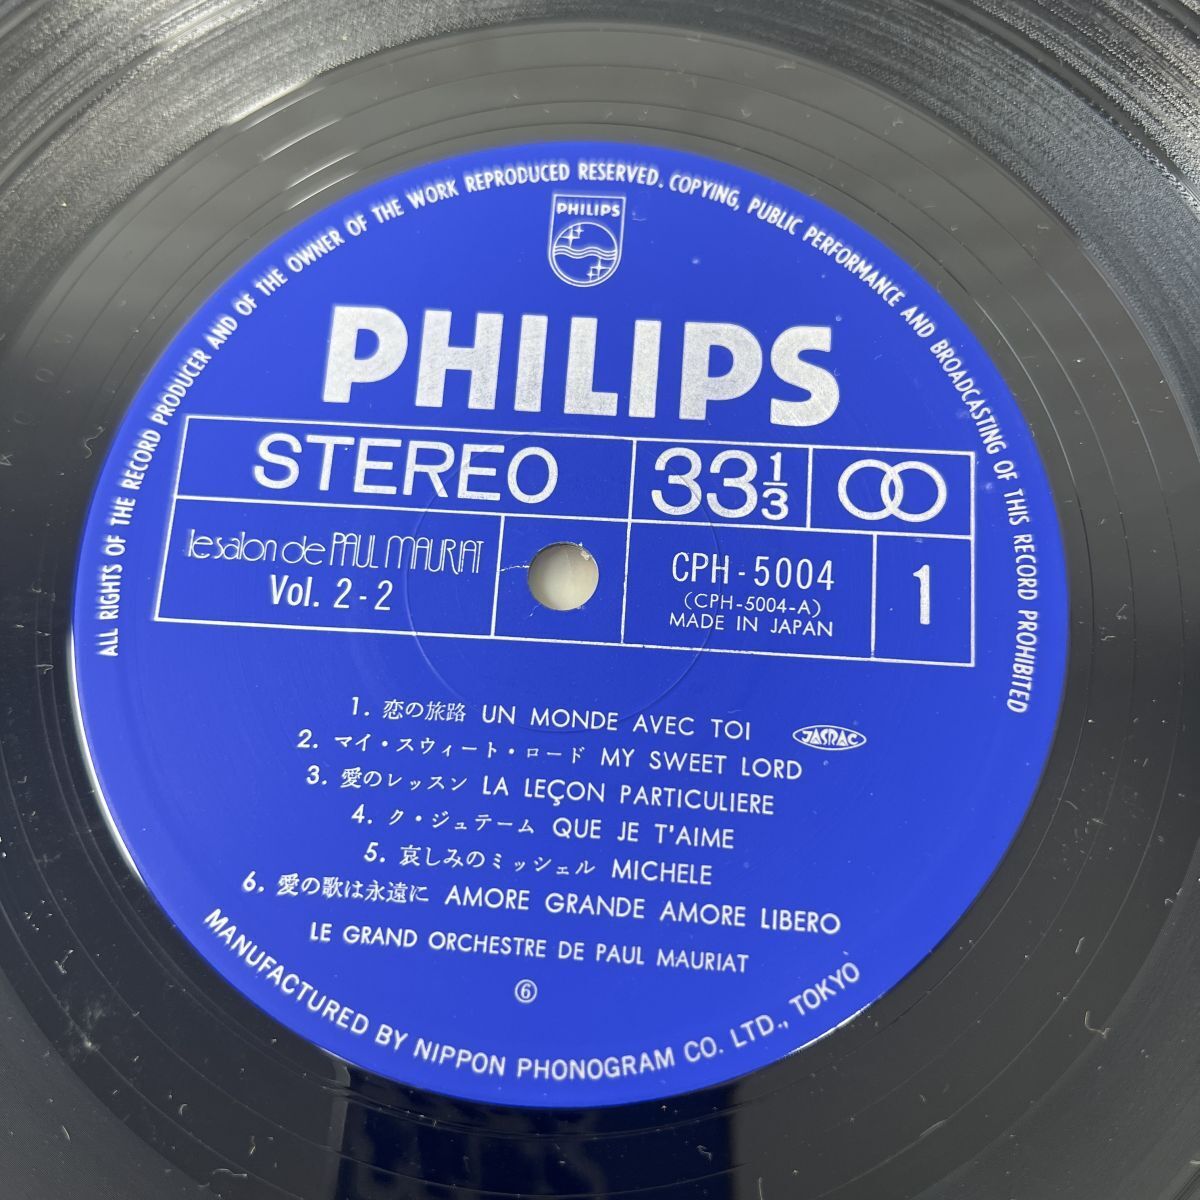 ALL RIGHTS OF THE RECORD PRODUCER AND OF THE OWNER OF THE WORK REPRODUCED RESERVED. COPYING, PUBLIC PERFORMANCE AND BROADCASTING OF THIS RECORD PROHIBITED
PHILIPS
PHILIPS
STEREO 33 1/3
le salon de PAUL MAURIAT
Vol. 2-2
CPH-5004
(CPH-5004-A)
MADE IN JAPAN
1
1. 恋の旅路 UN MONDE AVEC TOI
JASRAC
2. マイ・スウィート・ロード MY SWEET LORD
3. 愛のレッスン LA LEÇON PARTICULIERE
4. ク・ジュテーム QUE JE T'AIME
5. 哀しみのミッシェル MICHELE
6. 愛の歌は永遠に AMORE GRANDE AMORE LIBERO
LE GRAND ORCHESTRE DE PAUL MAURIAT
⑥
MANUFACTURED BY NIPPON PHONOGRAM CO. LTD., TOKYO